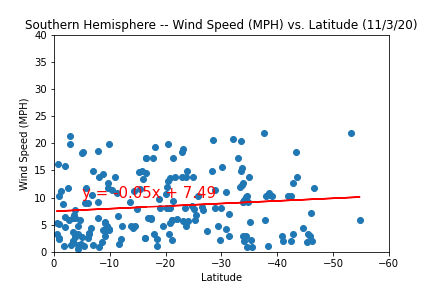 Southern Hemisphere -- Wind Speed (MPH) vs. Latitude (11/3/20)
Wind Speed (MPH)
40
35
30
25
20
15
10
5
0
y = -0.05x + 7.49
0 −10 −20 −30 −40 −50 −60
Latitude